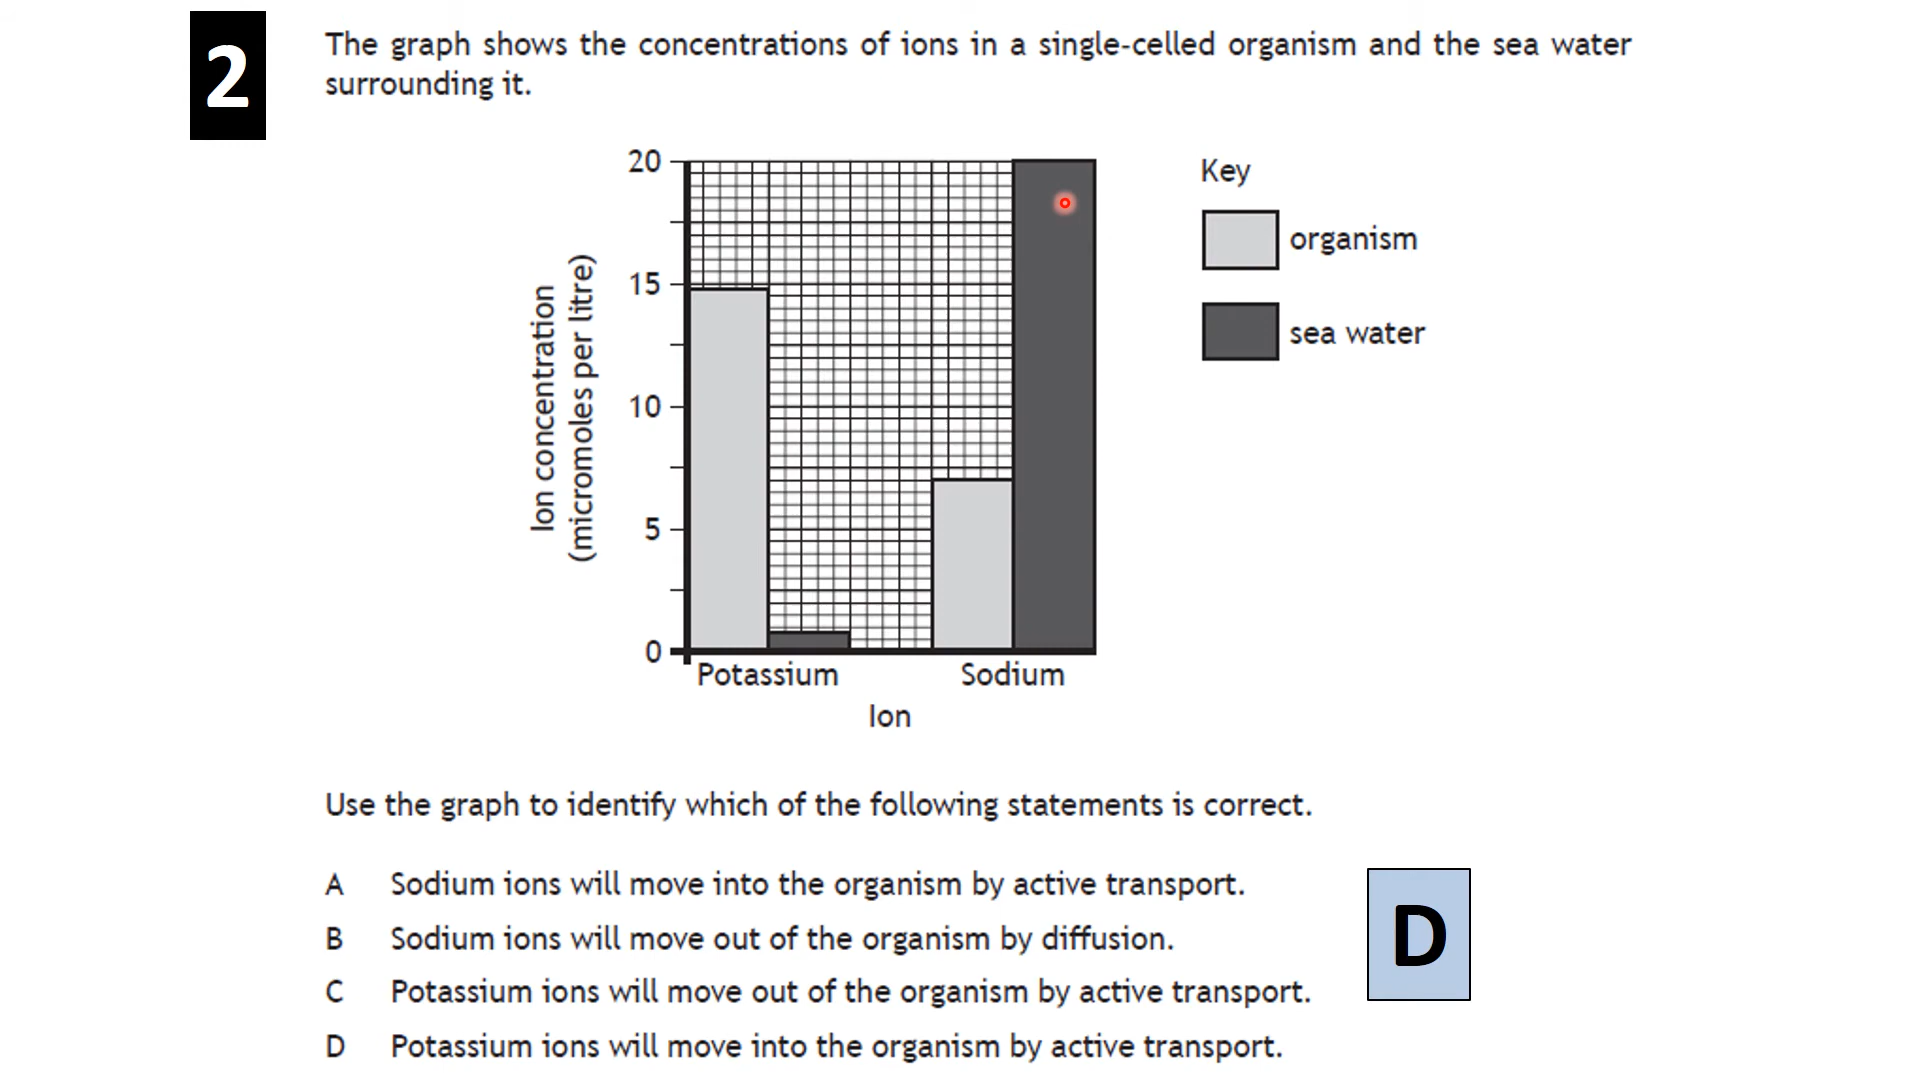 2
The graph shows the concentrations of ions in a single-celled organism and the sea water
surrounding it.
20
15
10
5
0
Ion concentration
(micromoles per litre)
Potassium
Sodium
Ion
Key
organism
sea water
Use the graph to identify which of the following statements is correct.
A Sodium ions will move into the organism by active transport.
B Sodium ions will move out of the organism by diffusion.
C Potassium ions will move out of the organism by active transport.
D Potassium ions will move into the organism by active transport.
D